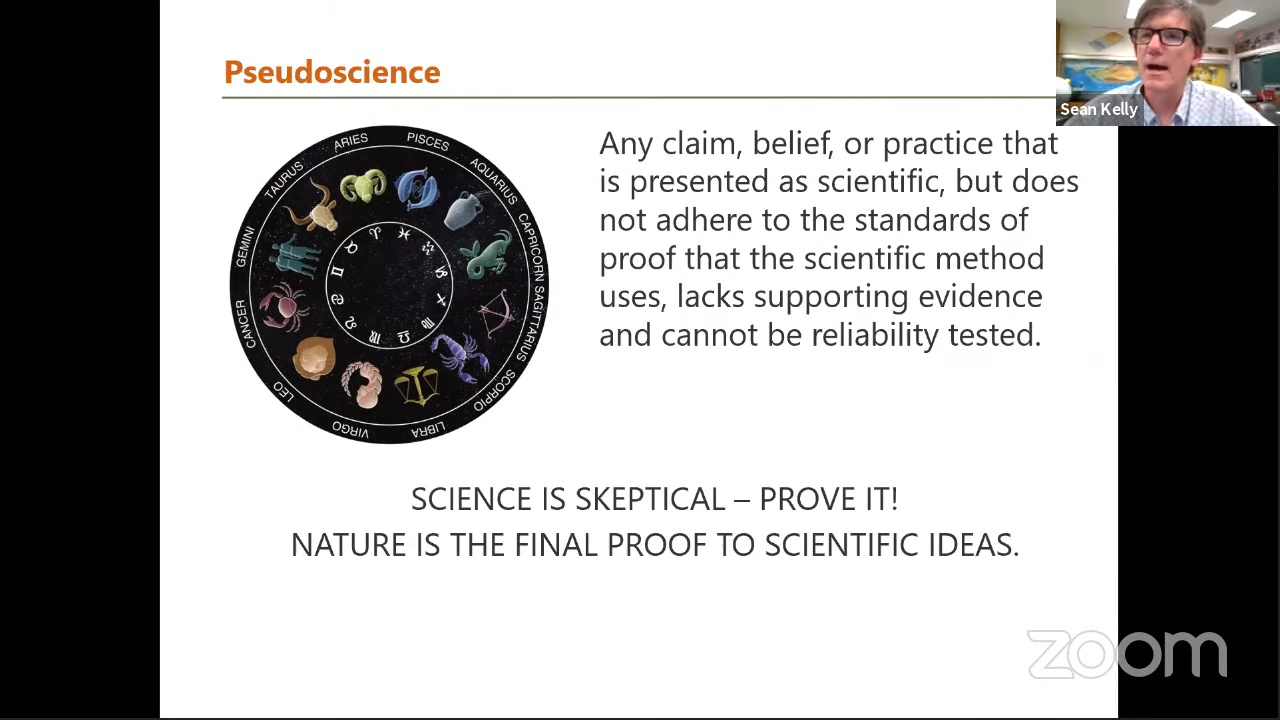 Pseudoscience
Sean Kelly
ARIES
PISCES
AQUARIUS
CAPRICORN
SAGITTARIUS
SCORPIO
LIBRA
VIRGO
LEO
CANCER
GEMINI
TAURUS
Any claim, belief, or practice that
is presented as scientific, but does
not adhere to the standards of
proof that the scientific method
uses, lacks supporting evidence
and cannot be reliability tested.
SCIENCE IS SKEPTICAL – PROVE IT!
NATURE IS THE FINAL PROOF TO SCIENTIFIC IDEAS.
zoom